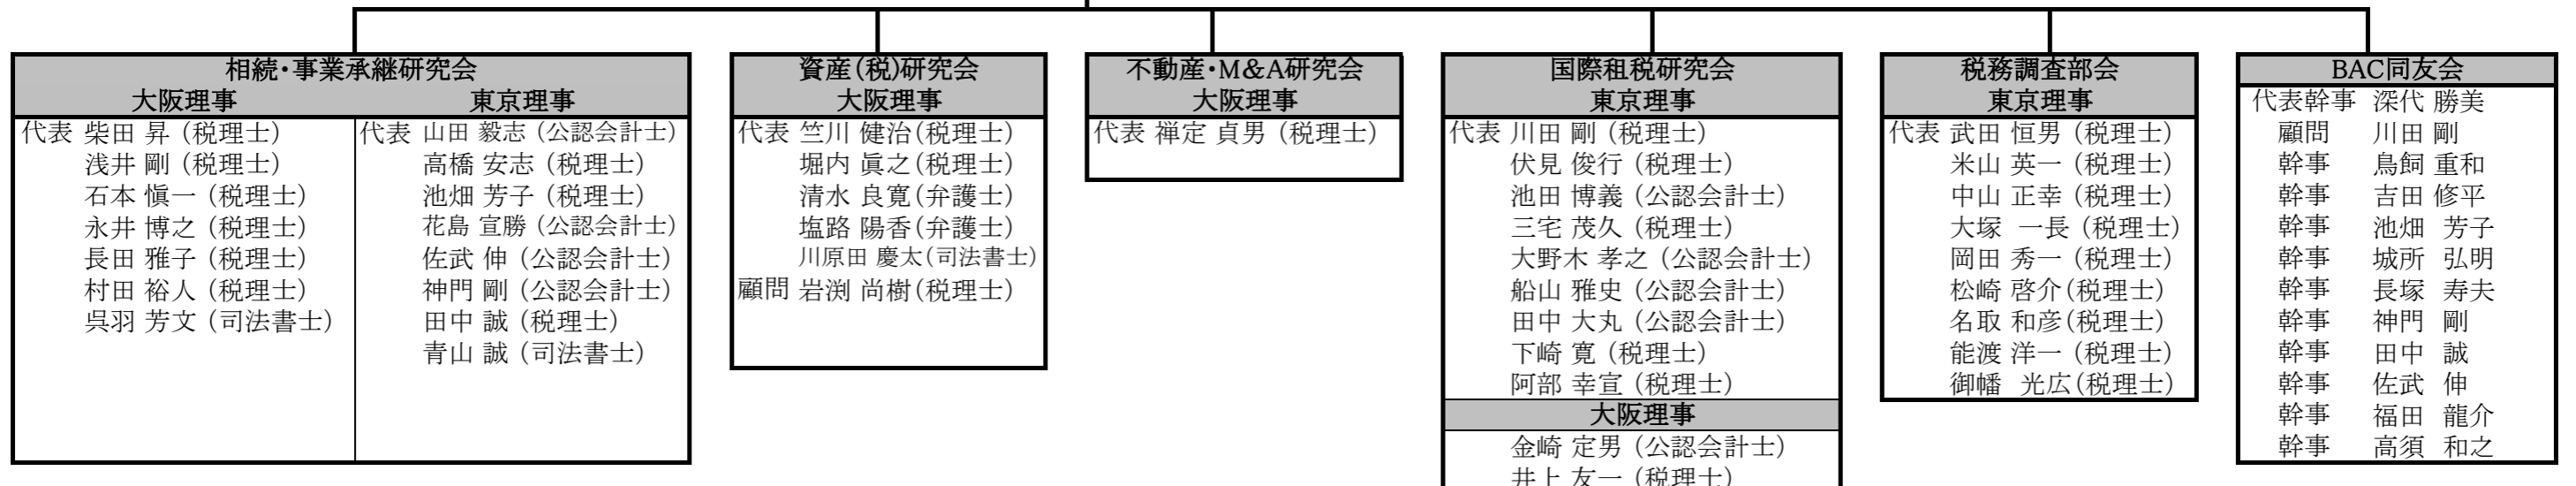 相続・事業承継研究会
大阪理事
代表 柴田 昇 (税理士)
浅井 剛 (税理士)
石本 愼一 (税理士)
永井 博之 (税理士)
長田 雅子 (税理士)
村田 裕人 (税理士)
呉羽 芳文 (司法書士)
東京理事
代表 山田 毅志 (公認会計士)
高橋 安志 (税理士)
池畑 芳子 (税理士)
花島 宣勝 (公認会計士)
佐武 伸 (公認会計士)
神門 剛 (公認会計士)
田中 誠 (税理士)
青山 誠 (司法書士)
資産(税)研究会
大阪理事
代表 竺川 健治(税理士)
堀内 眞之(税理士)
清水 良寛(弁護士)
塩路 陽香(弁護士)
川原田 慶太(司法書士)
顧問 岩渕 尚樹(税理士)
不動産・M&A研究会
大阪理事
代表 禅定 貞男 (税理士)
国際租税研究会
東京理事
代表 川田 剛 (税理士)
伏見 俊行 (税理士)
池田 博義 (公認会計士)
三宅 茂久 (税理士)
大野木 孝之 (公認会計士)
船山 雅史 (公認会計士)
田中 大丸 (公認会計士)
下崎 寛 (税理士)
阿部 幸宣 (税理士)
大阪理事
金崎 定男 (公認会計士)
井上 友一 (税理士)
税務調査部会
東京理事
代表 武田 恒男 (税理士)
米山 英一 (税理士)
中山 正幸 (税理士)
大塚 一長 (税理士)
岡田 秀一 (税理士)
松崎 啓介(税理士)
名取 和彦(税理士)
能渡 洋一 (税理士)
御幡 光広(税理士)
BAC同友会
代表幹事 深代 勝美
顧問 川田 剛
幹事 鳥飼 重和
幹事 吉田 修平
幹事 池畑 芳子
幹事 城所 弘明
幹事 長塚 寿夫
幹事 神門 剛
幹事 田中 誠
幹事 佐武 伸
幹事 福田 龍介
幹事 高須 和之